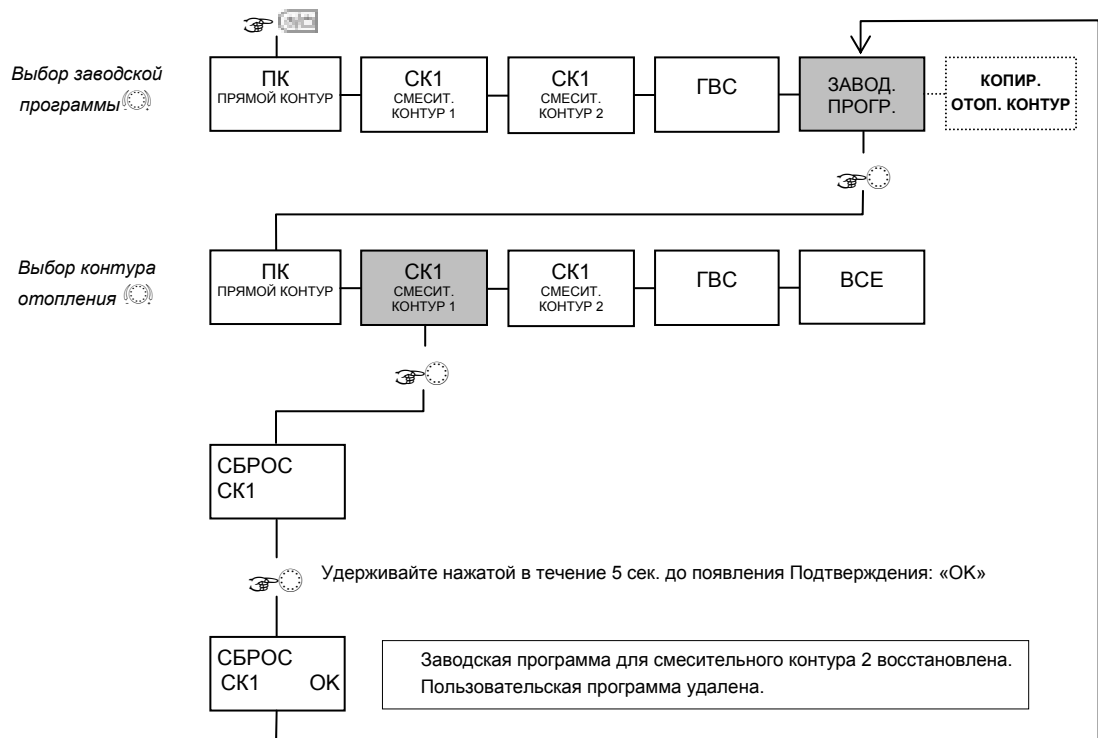 Выбор заводской
программы
ПК
ПРЯМОЙ КОНТУР
СК1
СМЕСИТ.
КОНТУР 1
СК1
СМЕСИТ.
КОНТУР 2
ГВС
ЗАВОД.
ПРОГР.
КОПИР.
ОТОП. КОНТУР
Выбор контура
отопления
ПК
ПРЯМОЙ КОНТУР
СК1
СМЕСИТ.
КОНТУР 1
СК1
СМЕСИТ.
КОНТУР 2
ГВС
ВСЕ
СБРОС
СК1
Удерживайте нажатой в течение 5 сек. до появления Подтверждения: «ОК»
СБРОС
СК1 ОК
Заводская программа для смесительного контура 2 восстановлена.
Пользовательская программа удалена.